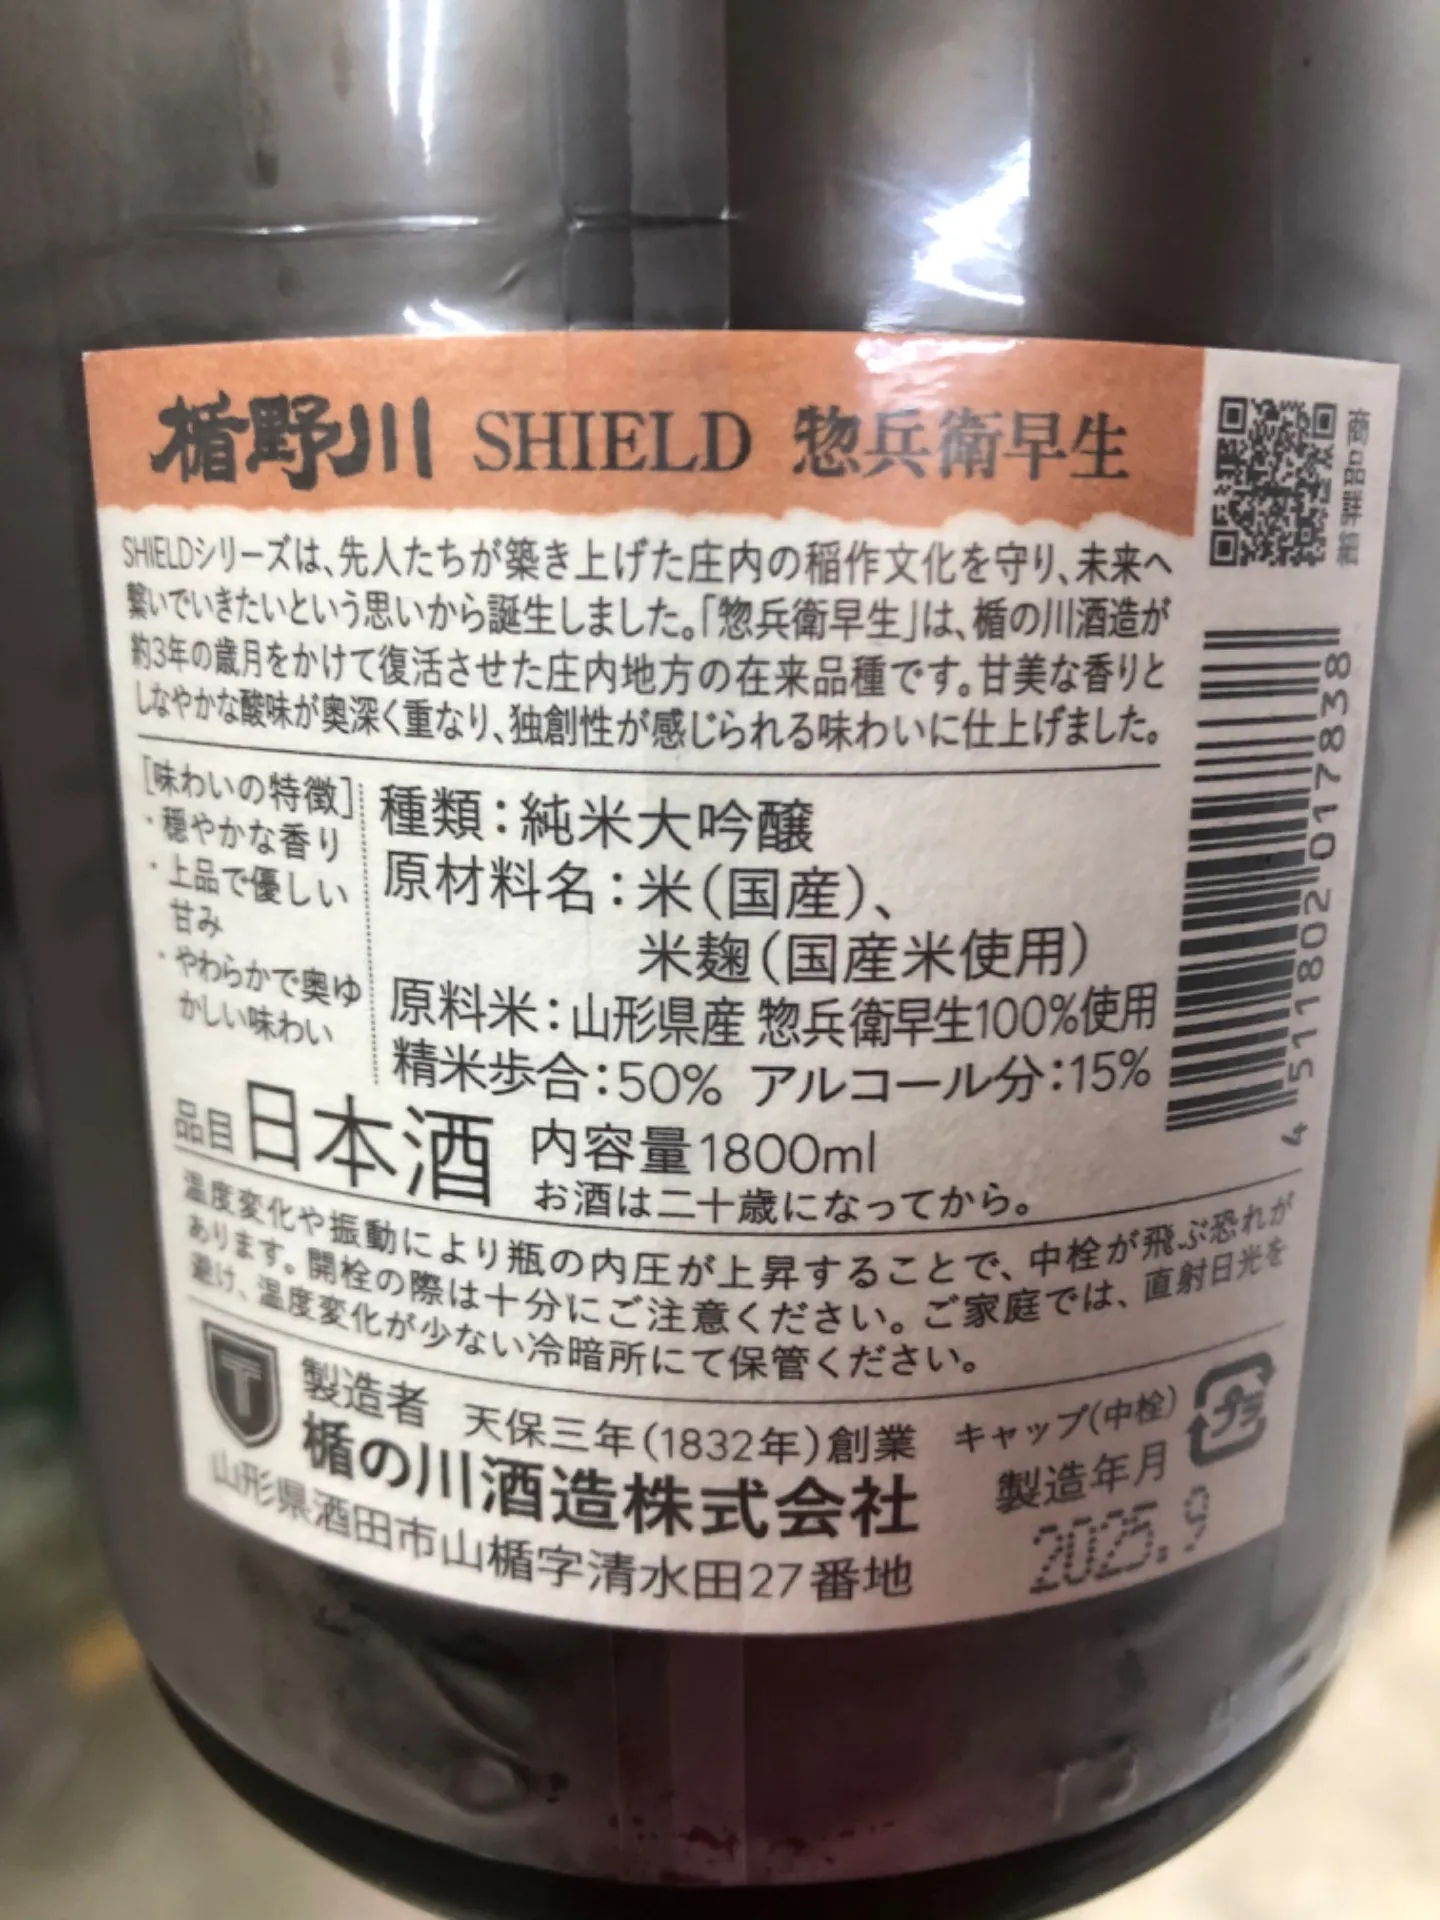 楯野川 SHIELD 惣兵衛早生
SHIELDシリーズは、先人たちが築き上げた庄内の稲作文化を守り、未来へ
繋いでいきたいという思いから誕生しました。「惣兵衛早生」は、楯の川酒造が
約3年の歳月をかけて復活させた庄内地方の在来品種です。甘美な香りと
しなやかな酸味が奥深く重なり、独創性が感じられる味わいに仕上げました。
[味わいの特徴]
・穏やかな香り
・上品で優しい
甘み
・やわらかで奥ゆ
かしい味わい
種類：純米大吟醸
原材料名：米（国産）、
米麹（国産米使用）
原料米：山形県産 惣兵衛早生100%使用
精米歩合：50% アルコール分：15%
品目 日本酒 内容量1800ml
お酒は二十歳になってから。
温度変化や振動により瓶の内圧が上昇することで、中栓が飛ぶ恐れが
あります。開栓の際は十分にご注意ください。ご家庭では、直射日光を
避け、温度変化が少ない冷暗所にて保管ください。
T
製造者 天保三年（1832年）創業
楯の川酒造株式会社
山形県酒田市山楯字清水田27番地
キャップ(中栓)
プラ
製造年月
2025.9
商品詳細
4511802017838